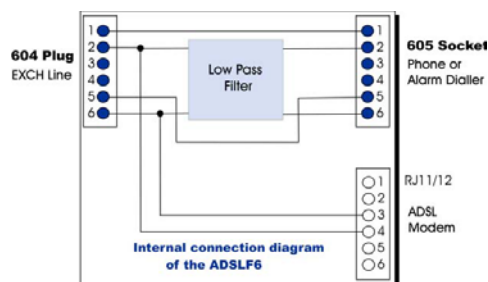 604 Plug
EXCH Line
1
2
3
4
5
6
Low Pass
Filter
1
2
3
4
5
6
605 Socket
Phone or
Alarm Dialler
1
2
3
4
5
6
RJ11/12
ADSL
Modem
Internal connection diagram
of the ADSLF6